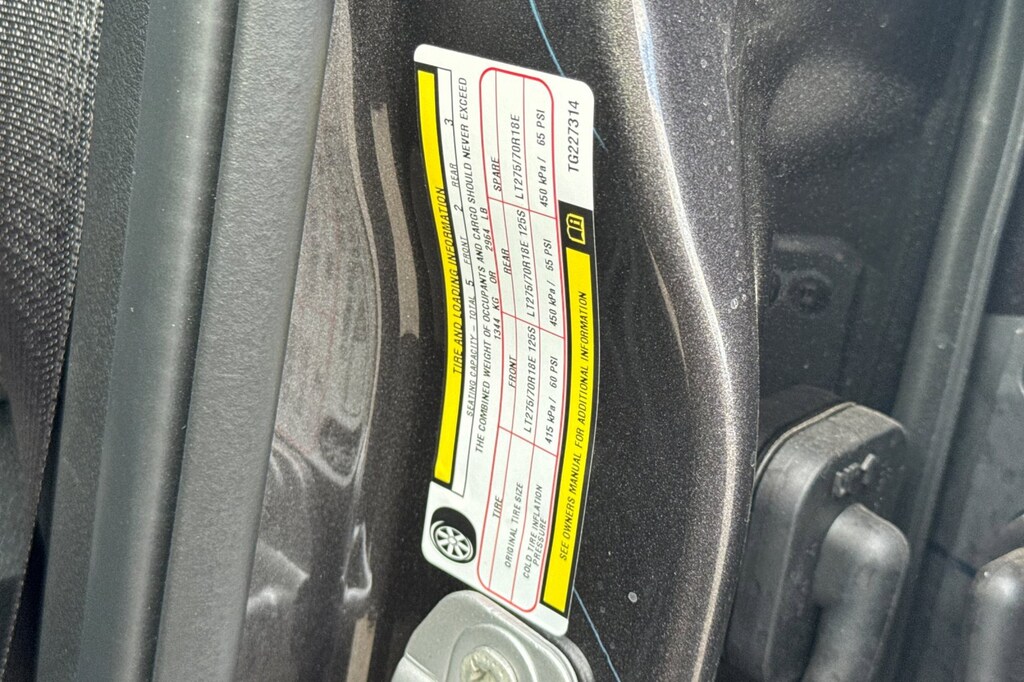 TIRE AND LOADING INFORMATION
SEATING CAPACITY – TOTAL 5 FRONT 2 REAR 3
THE COMBINED WEIGHT OF OCCUPANTS AND CARGO SHOULD NEVER EXCEED
1344 KG OR 2964 LB
TIRE FRONT REAR SPARE
ORIGINAL TIRE SIZE LT275/70R18E 125S LT275/70R18E 125S LT275/70R18E
COLD TIRE INFLATION PRESSURE 415 kPa / 60 PSI 450 kPa / 65 PSI 450 kPa / 65 PSI
SEE OWNERS MANUAL FOR ADDITIONAL INFORMATION
TG227314